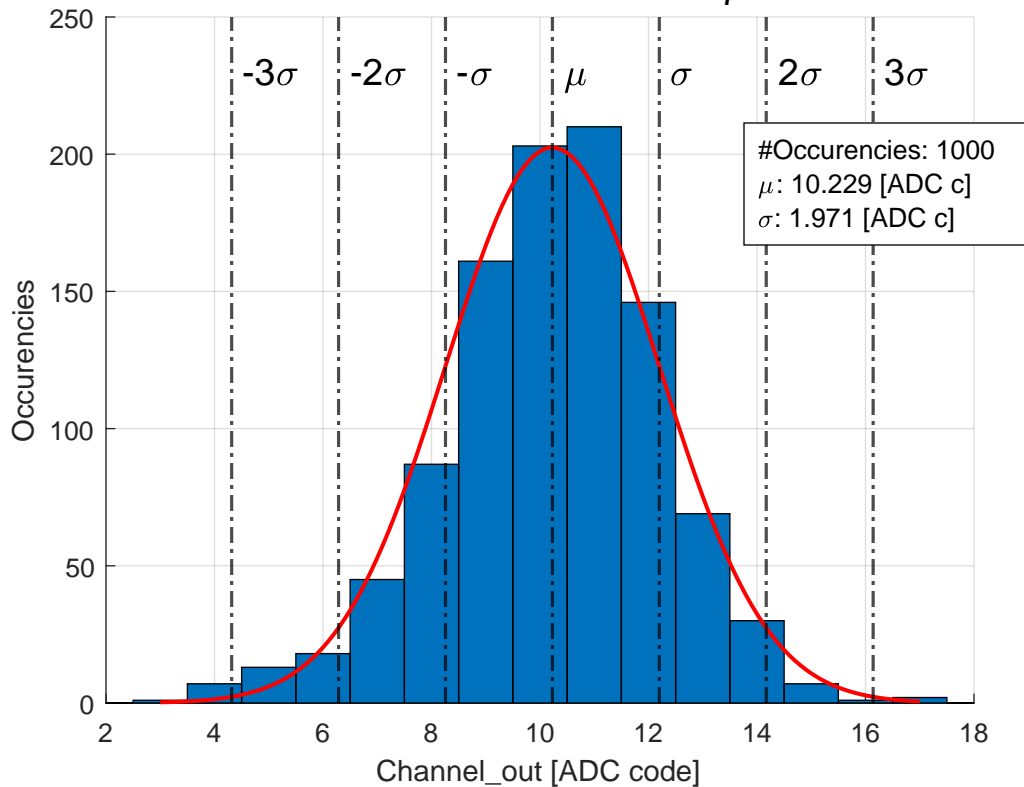 250
200
150
100
50
0
-3σ -2σ -σ μ σ 2σ 3σ
#Occurencies: 1000
μ: 10.229 [ADC c]
σ: 1.971 [ADC c]
Occurencies
2 4 6 8 10 12 14 16 18
Channel_out [ADC code]